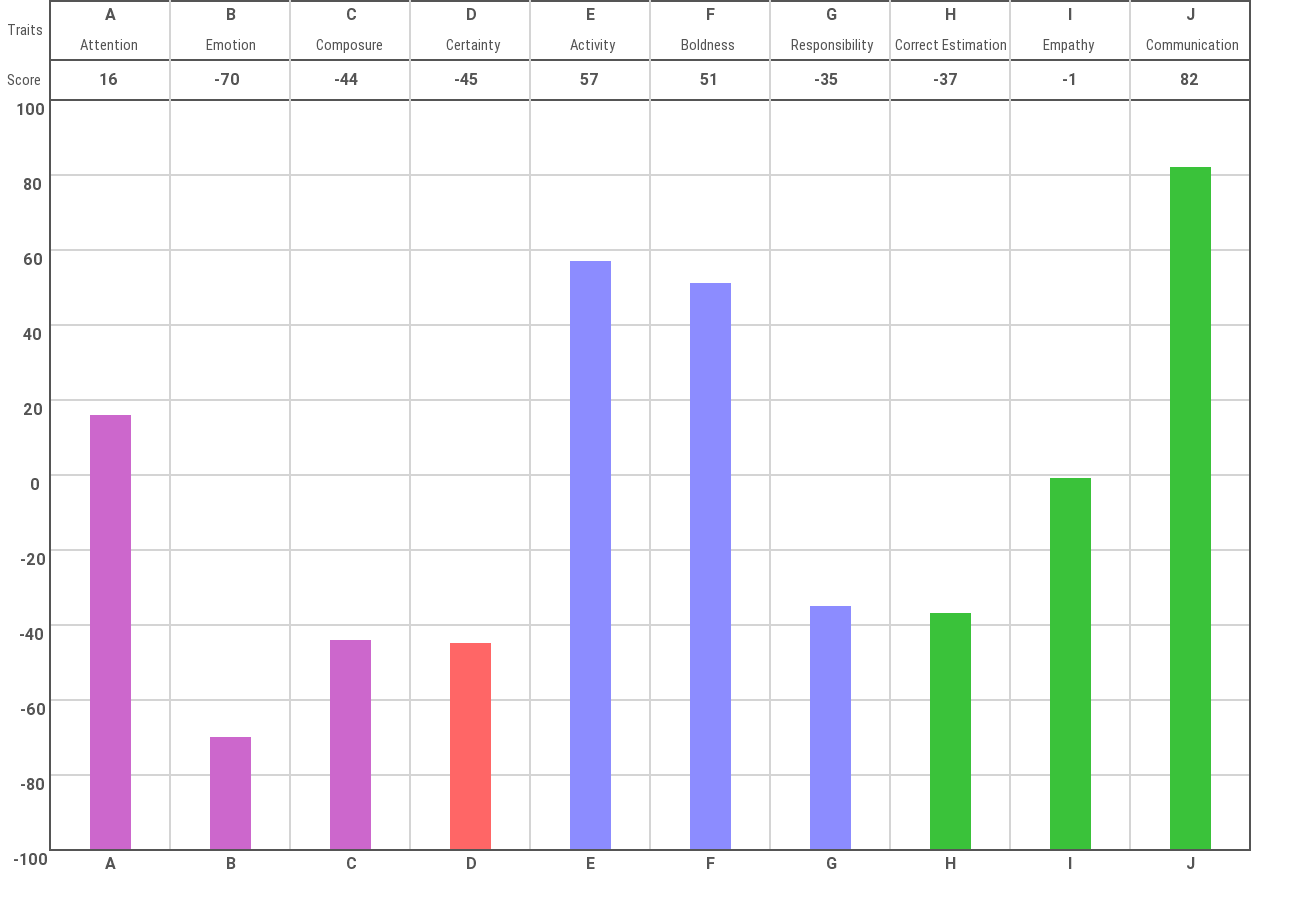 A B C D E F G H I J
Traits
Attention Emotion Composure Certainty Activity Boldness Responsibility Correct Estimation Empathy Communication
Score 16 -70 -44 -45 57 51 -35 -37 -1 82
100
80
60
40
20
0
-20
-40
-60
-80
-100
A B C D E F G H I J